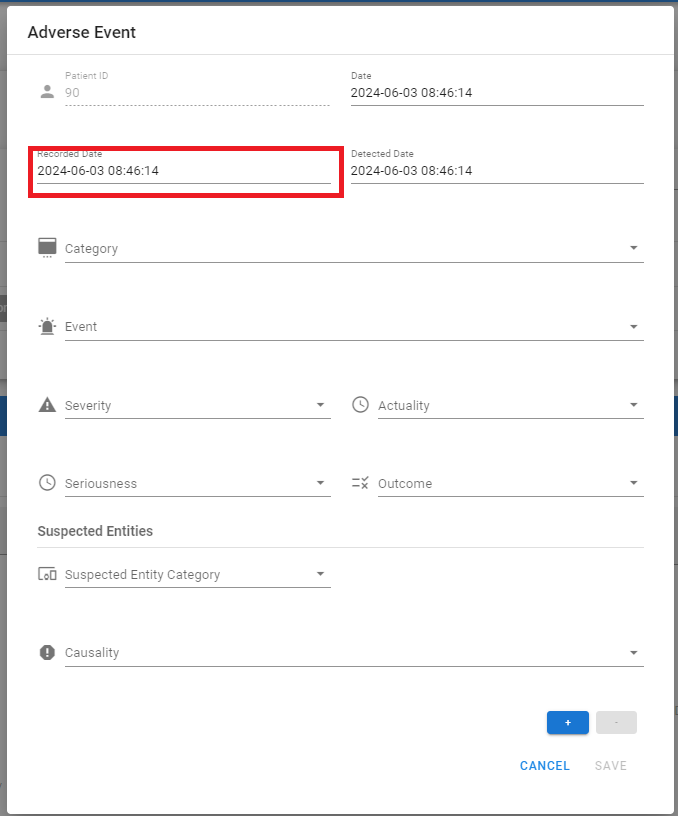 Adverse Event
Patient ID
90
Date
2024-06-03 08:46:14
Recorded Date
2024-06-03 08:46:14
Detected Date
2024-06-03 08:46:14
Category
Event
Severity
Actuality
Seriousness
Outcome
Suspected Entities
Suspected Entity Category
Causality
+
-
CANCEL
SAVE